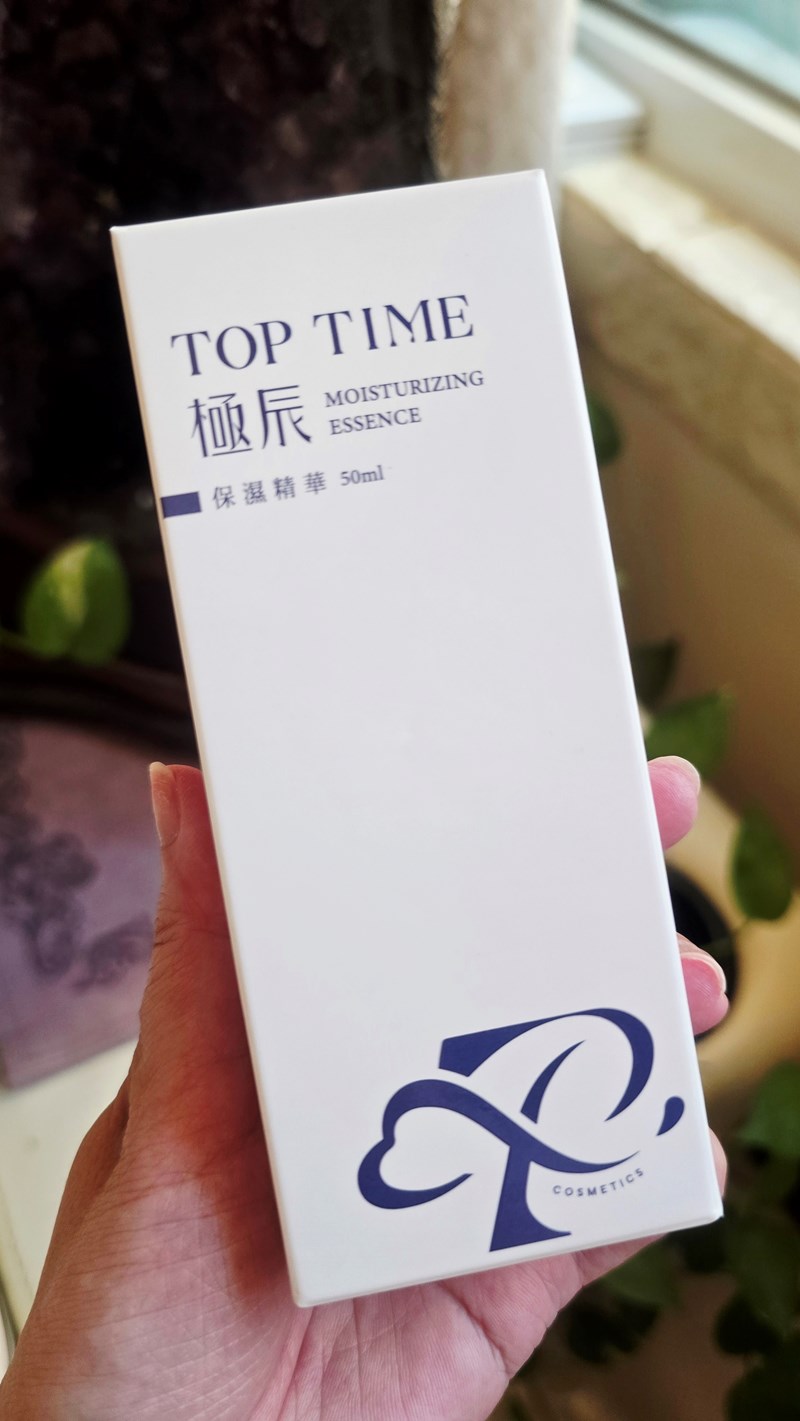 TOP TIME
極辰 MOISTURIZING
ESSENCE
保濕精華 50ml
COSMETICS